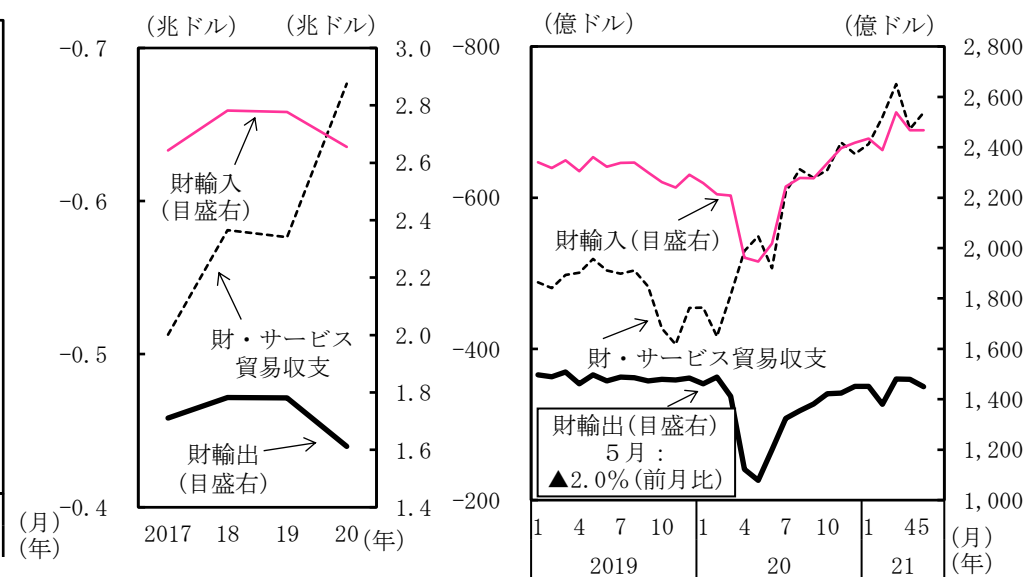 (月)
(年)
(兆ドル)
(兆ドル)
-0.7
-0.6
-0.5
-0.4
3.0
2.8
2.6
2.4
2.2
2.0
1.8
1.6
1.4
財輸入
(目盛右)
財・サービス
貿易収支
財輸出
(目盛右)
2017 18 19 20 (年)
(億ドル)
(億ドル)
-800
-600
-400
-200
2,800
2,600
2,400
2,200
2,000
1,800
1,600
1,400
1,200
1,000
財輸入(目盛右)
財・サービス貿易収支
財輸出(目盛右)
5月:
▲2.0%(前月比)
1 4 7 10 1 4 7 10 1 45 (月)
2019 20 21 (年)